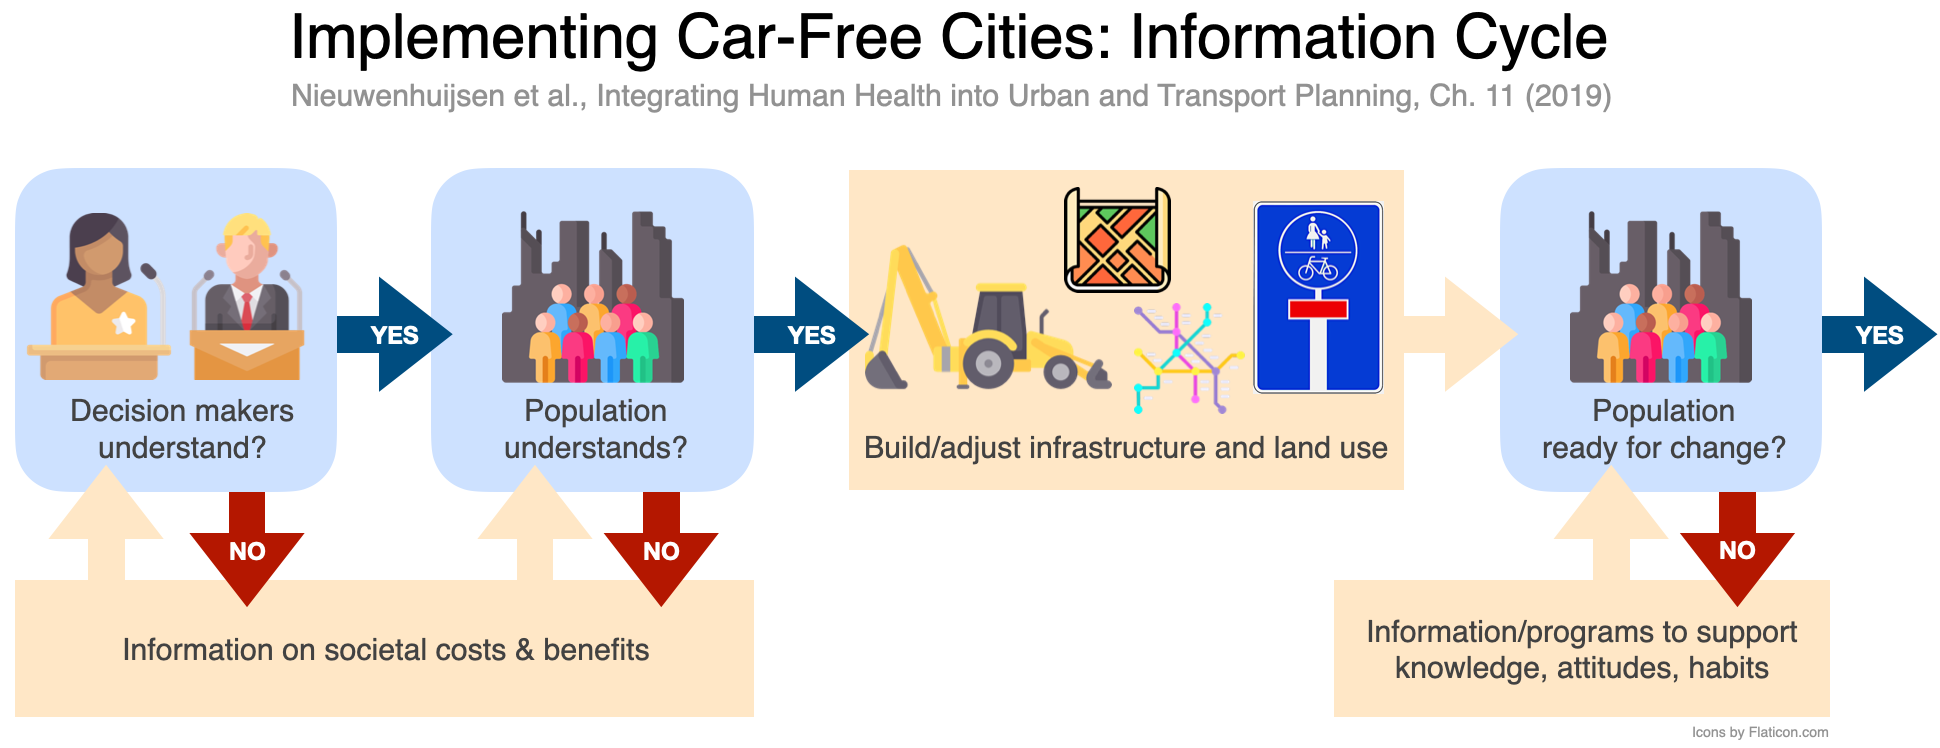 Implementing Car-Free Cities: Information Cycle
Nieuwenhuijsen et al., Integrating Human Health into Urban and Transport Planning, Ch. 11 (2019)
YES
YES
YES
Decision makers
understand?
Population
understands?
Build/adjust infrastructure and land use
Population
ready for change?
NO
NO
NO
Information on societal costs & benefits
Information/programs to support
knowledge, attitudes, habits
Icons by Flaticon.com